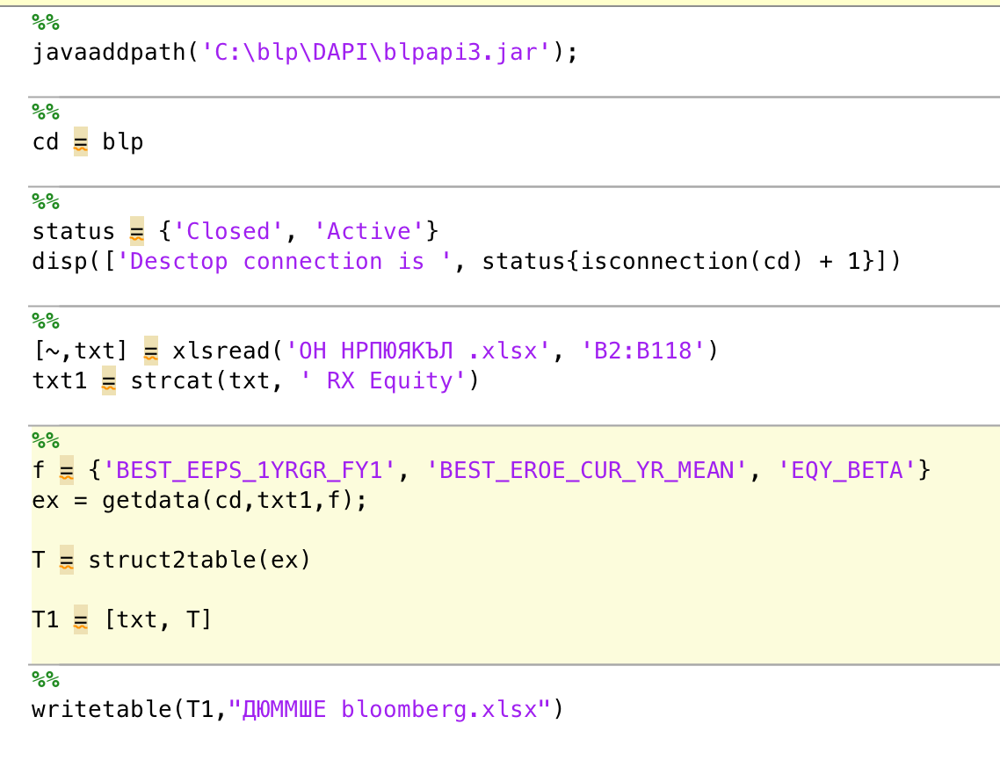 %%
javaaddpath('C:\blp\DAPI\blpapi3.jar');
%%
cd = blp
%%
status = {'Closed', 'Active'}
disp(['Desctop connection is ', status{isconnection(cd) + 1}])
%%
[~,txt] = xlsread('ОН НРПЮЯКЪЛ .xlsx', 'B2:B118')
txt1 = strcat(txt, ' RX Equity')
%%
f = {'BEST_EEPS_1YRGR_FY1', 'BEST_EROE_CUR_YR_MEAN', 'EQY_BETA'}
ex = getdata(cd,txt1,f);
T = struct2table(ex)
T1 = [txt, T]
%%
writetable(T1,"ДЮММШЕ bloomberg.xlsx")